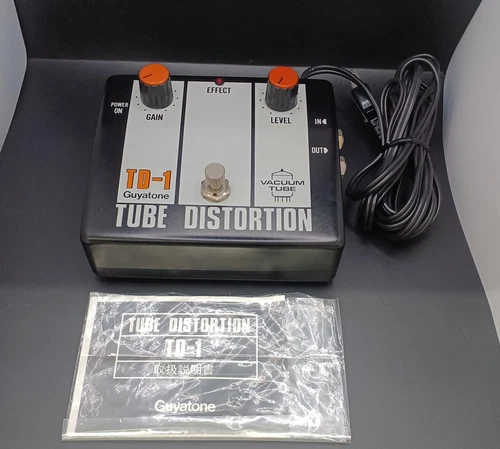 POWER
ON
GAIN
EFFECT
LEVEL
IN
OUT
TD-1
Guyatone
VACUUM
TUBE
TUBE DISTORTION
TUBE DISTORTION
TD-1
取扱説明書
Guyatone